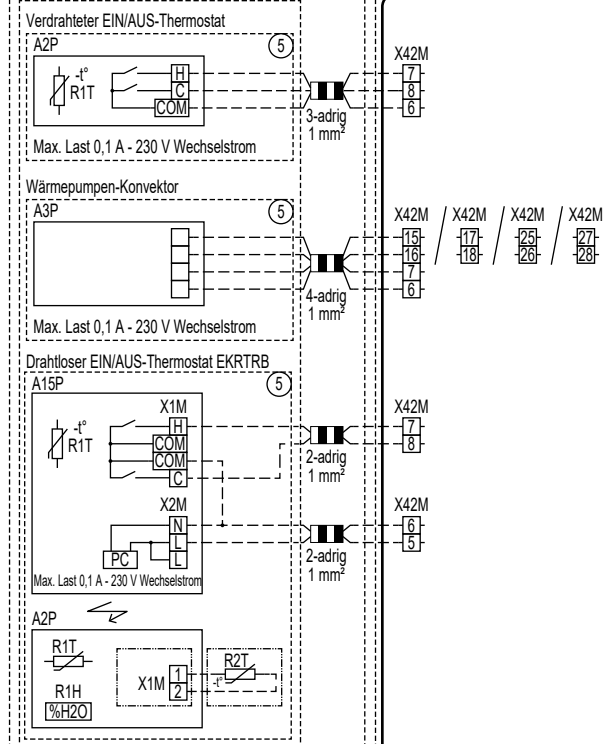 Verdrahteter EIN/AUS-Thermostat
A2P
5
X42M
-t°
R1T
H
C
COM
7
8
6
3-adrig
1 mm²
Max. Last 0,1 A - 230 V Wechselstrom
Wärmepumpen-Konvektor
A3P
5
X42M / X42M / X42M / X42M
15 17 25 27
16 18 26 28
7
6
4-adrig
1 mm²
Max. Last 0,1 A - 230 V Wechselstrom
Drahtloser EIN/AUS-Thermostat EKRTRB
A15P
5
X1M
X42M
-t°
R1T
H
COM
COM
C
7
8
2-adrig
1 mm²
X2M
X42M
N
L
L
6
5
PC
2-adrig
1 mm²
Max. Last 0,1 A - 230 V Wechselstrom
A2P
R1T
R2T
-t°
X1M
1
2
R1H
%H2O